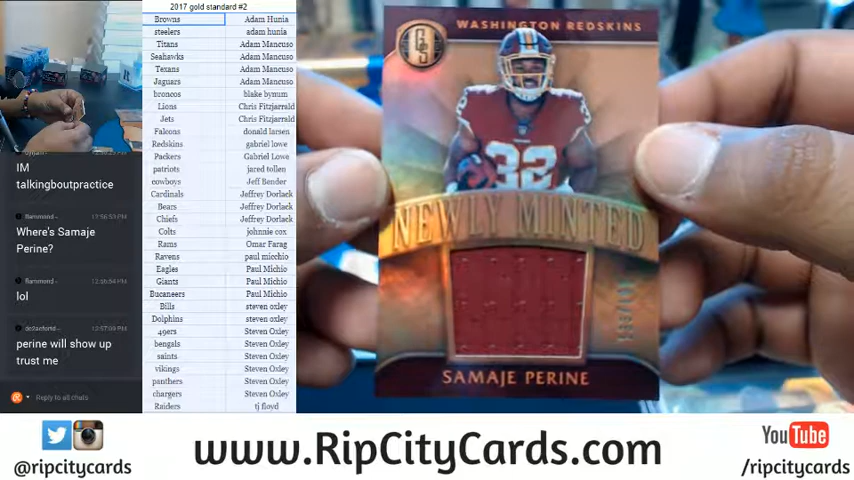 2017 gold standard #2
Browns Adam Hunia
steelers adam hunia
Titans Adam Mancuso
Seahawks Adam Mancuso
Texans Adam Mancuso
Jaguars Adam Mancuso
broncos blake bynum
Lions Chris Fitzjarrald
Jets Chris Fitzjarrald
Falcons donald larsen
Redskins gabriel lowe
Packers Gabriel Lowe
patriots jared tollen
cowboys Jeff Bender
Cardinals Jeffrey Dorlack
Bears Jeffrey Dorlack
Chiefs Jeffrey Dorlack
Colts johnnie cox
Rams Omar Farag
Ravens paul micchio
Eagles Paul Michio
Giants Paul Michio
Bucaneers Paul Michio
Bills steven oxley
Dolphins steven oxley
49ers Steven Oxley
bengals Steven Oxley
saints Steven Oxley
vikings Steven Oxley
panthers Steven Oxley
chargers Steven Oxley
Raiders tj floyd
IM
talkingboutpractice
Where's Samaje
Perine?
lol
perine will show up
trust me
Reply to all chats
WASHINGTON REDSKINS
GS
32
NEWLY MINTED
SAMAJE PERINE
@ripcitycards
www.RipCityCards.com
YouTube
/ripcitycards